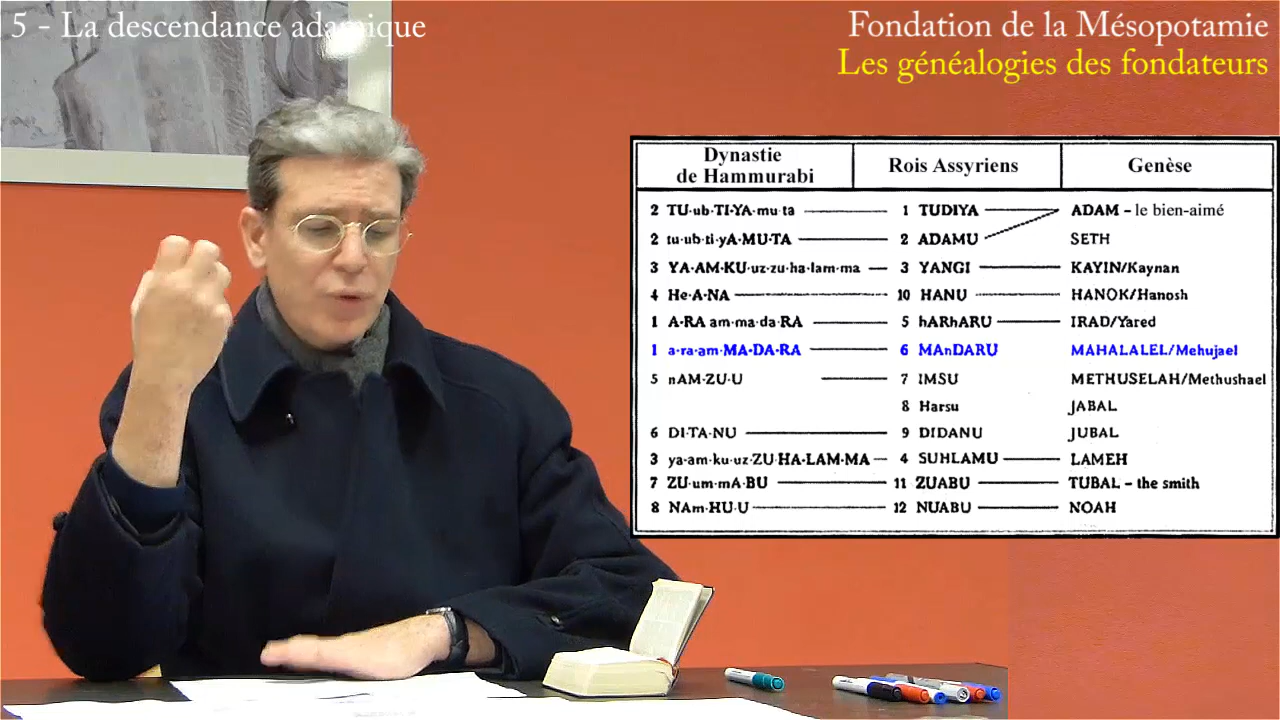 5 - La descendance adamique
Fondation de la Mésopotamie
Les généalogies des fondateurs
Dynastie de Hammurabi Rois Assyriens Genèse
2 TU·ub·TI·YA·mu·ta 1 TUDIYA ADAM – le bien-aimé
2 tu·ub·ti·yA·MU·TA 2 ADAMU SETH
3 YA·AM·KU·uz·zu·ha·lam·ma 3 YANGI KAYIN/Kaynan
4 He·A·NA 10 HANU HANOK/Hanosh
1 A·RA am·ma·da·RA 5 hARhARU IRAD/Yared
1 a·ra·am·MA·DA·RA 6 MAnDARU MAHALALEL/Mehujael
5 nAM·ZU·U 7 IMSU METHUSELAH/Methushael
8 Harsu JABAL
6 DI·TA·NU 9 DIDANU JUBAL
3 ya·am·ku·uz·ZU·HA·LAM·MA 4 SUHLAMU LAMEH
7 ZU·um·mA·BU 11 ZUABU TUBAL – the smith
8 NAm·HU·U 12 NUABU NOAH